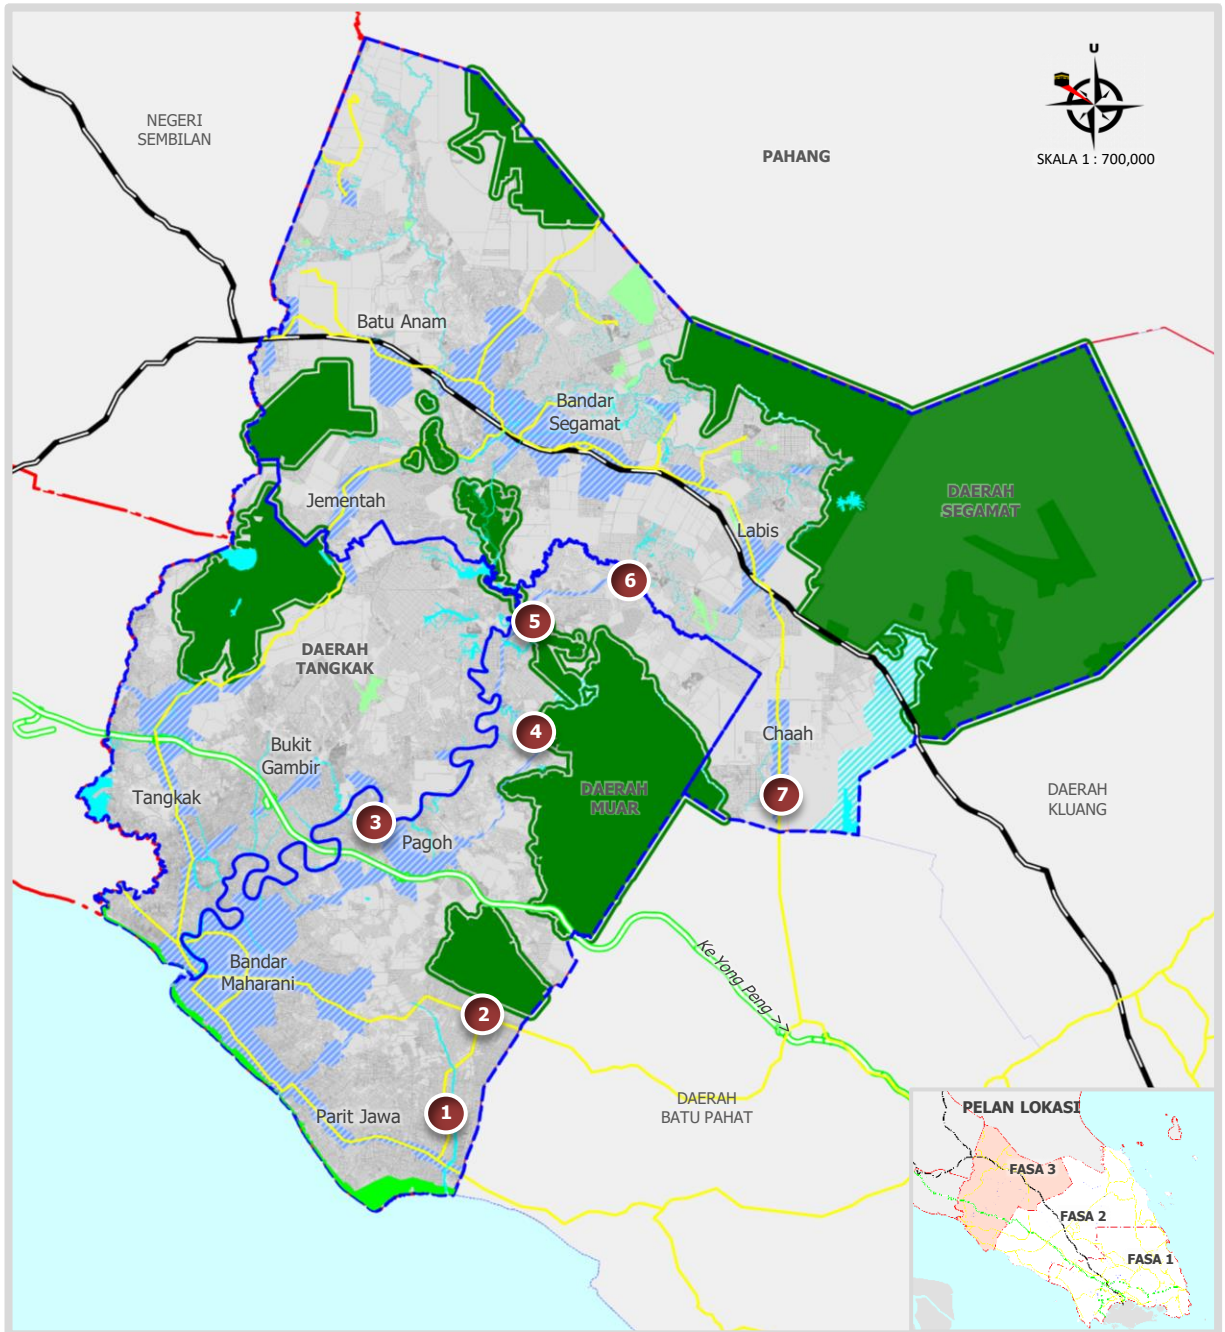 U
SKALA 1 : 700,000
NEGERI
SEMBILAN
PAHANG
Batu Anam
Bandar
Segamat
Jementah
DAERAH
SEGAMAT
Labis
6
5
DAERAH
TANGKAK
4
Bukit
Gambir
Chaah
Tangkak
DAERAH
MUAR
7
DAERAH
KLUANG
3
Pagoh
Bandar
Maharani
Ke Yong Peng >>
2
1
Parit Jawa
DAERAH
BATU PAHAT
PELAN LOKASI
FASA 3
FASA 2
FASA 1